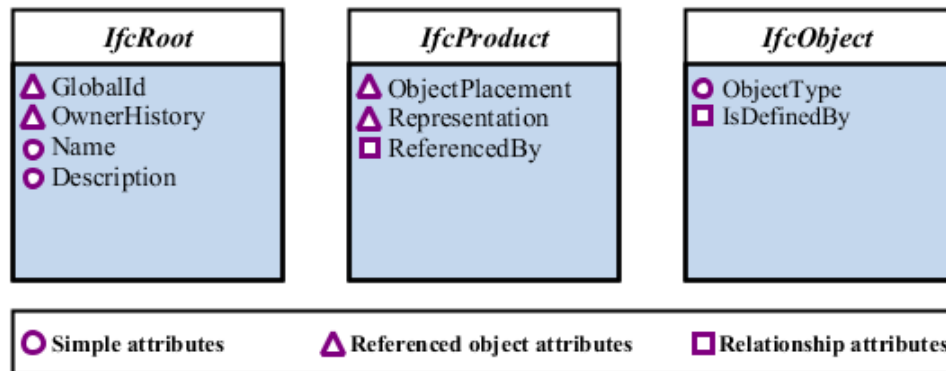 IfcRoot
GlobalId
OwnerHistory
Name
Description
IfcProduct
ObjectPlacement
Representation
ReferencedBy
IfcObject
ObjectType
IsDefinedBy
Simple attributes
Referenced object attributes
Relationship attributes